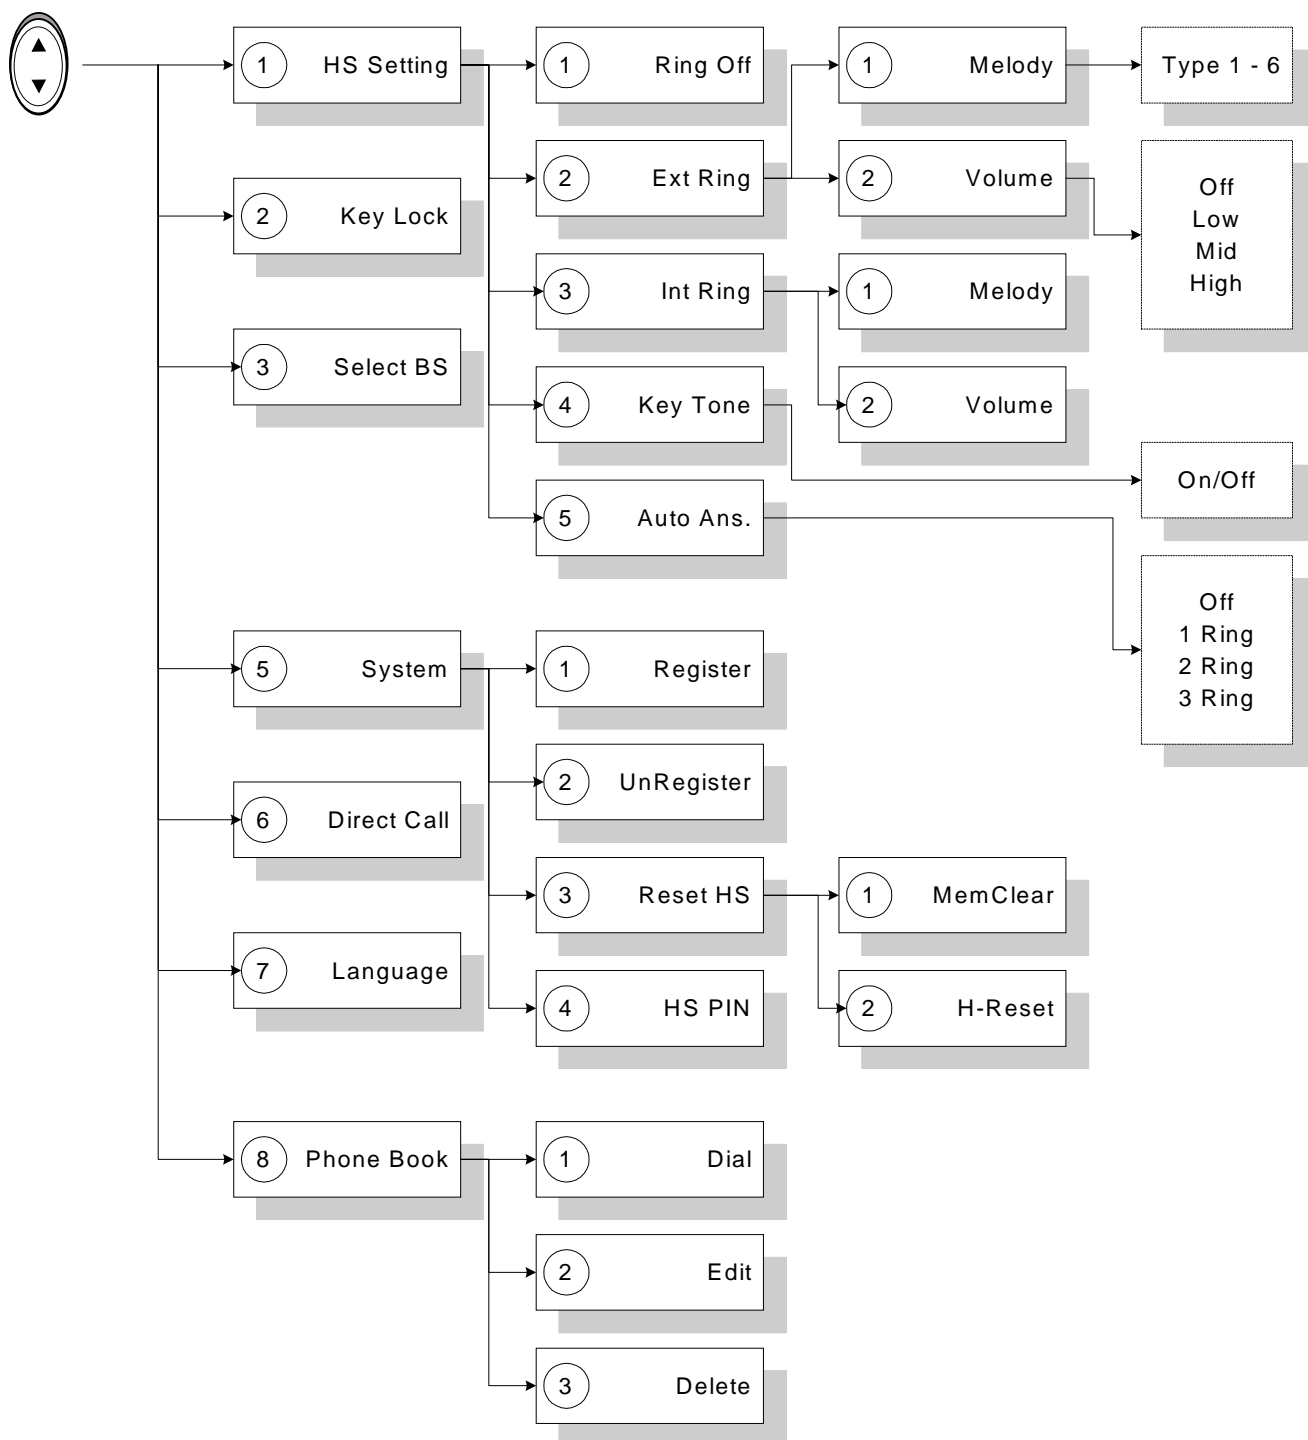 1 HS Setting
1 Ring Off
1 Melody
Type 1 - 6
2 Ext Ring
2 Volume
Off
Low
Mid
High
2 Key Lock
3 Int Ring
1 Melody
3 Select BS
4 Key Tone
2 Volume
On/Off
5 Auto Ans.
Off
1 Ring
2 Ring
3 Ring
5 System
1 Register
2 UnRegister
6 Direct Call
3 Reset HS
1 MemClear
7 Language
4 HS PIN
2 H-Reset
8 Phone Book
1 Dial
2 Edit
3 Delete